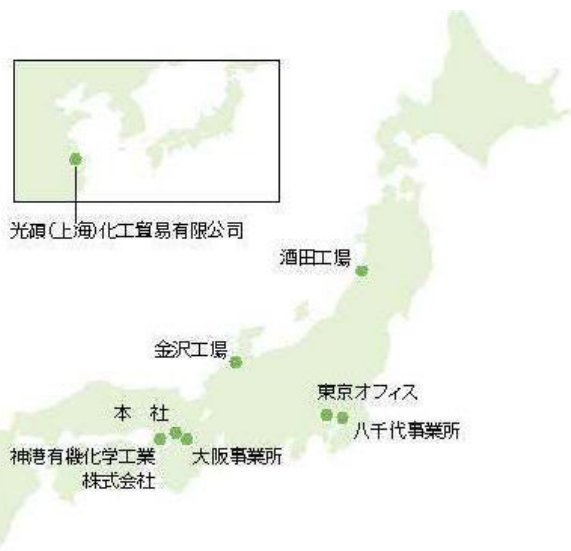 光碩(上海)化工貿易有限公司
酒田工場
金沢工場
東京オフィス
八千代事業所
本 社
神港有機化学工業
株式会社
大阪事業所